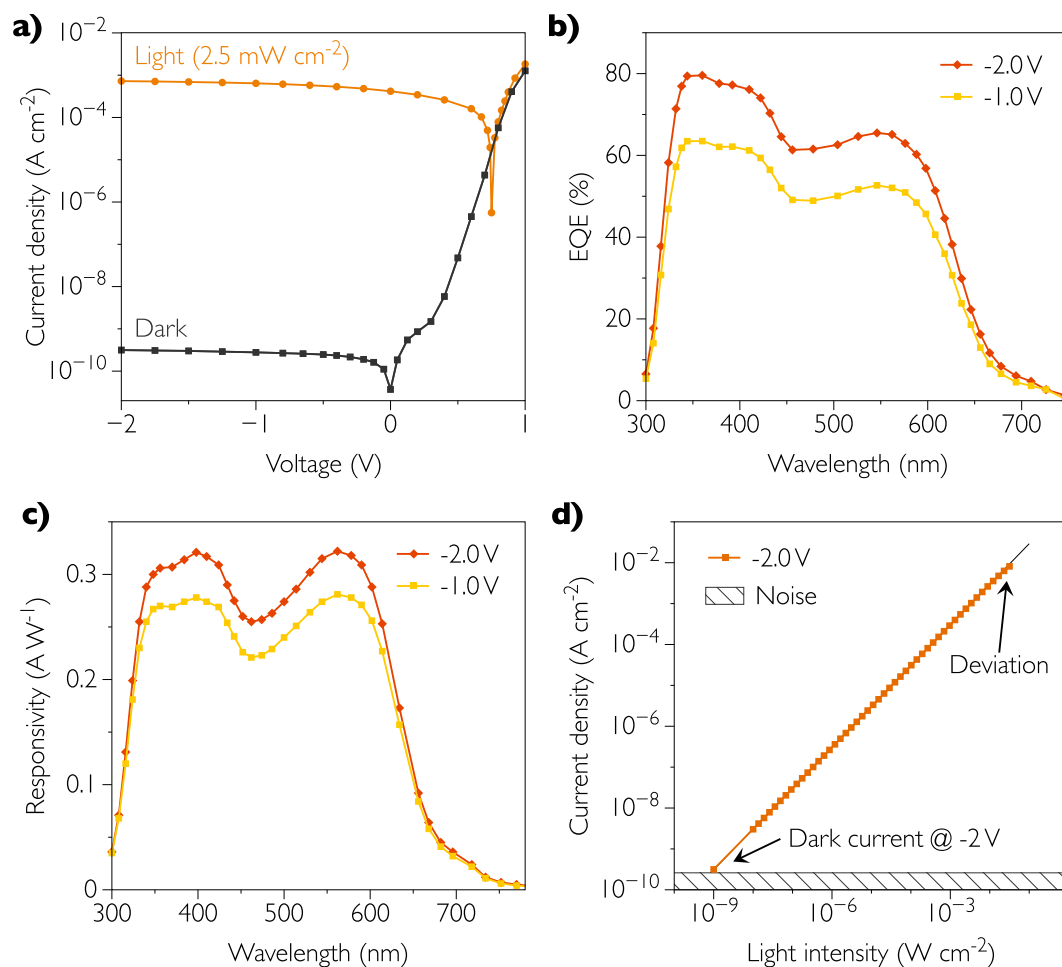 a)
Light (2.5 mW cm⁻²)
Dark
Current density (A cm⁻²)
10⁻²
10⁻⁴
10⁻⁶
10⁻⁸
10⁻¹⁰
−2
−1
0
1
Voltage (V)
b)
-2.0 V
-1.0 V
EQE (%)
80
60
40
20
0
300
400
500
600
700
Wavelength (nm)
c)
-2.0 V
-1.0 V
Responsivity (A W⁻¹)
0.3
0.2
0.1
0
300
400
500
600
700
Wavelength (nm)
d)
-2.0 V
Noise
Deviation
Dark current @ -2 V
Current density (A cm⁻²)
10⁻²
10⁻⁴
10⁻⁶
10⁻⁸
10⁻¹⁰
10⁻⁹
10⁻⁶
10⁻³
Light intensity (W cm⁻²)